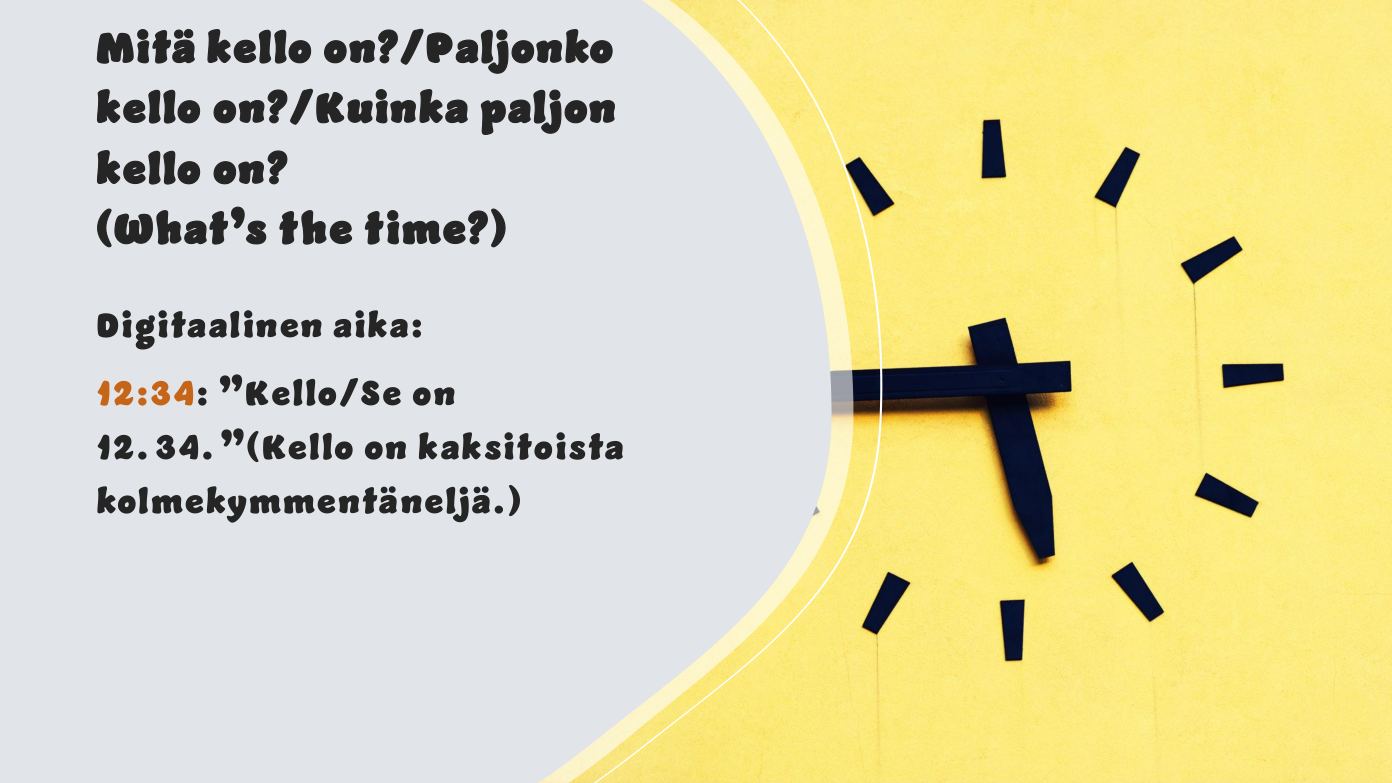 Mitä kello on?/Paljonko
kello on?/Kuinka paljon
kello on?
(What’s the time?)
Digitaalinen aika:
12:34: ”Kello/Se on
12.34.”(Kello on kaksitoista
kolmekymmentäneljä.)